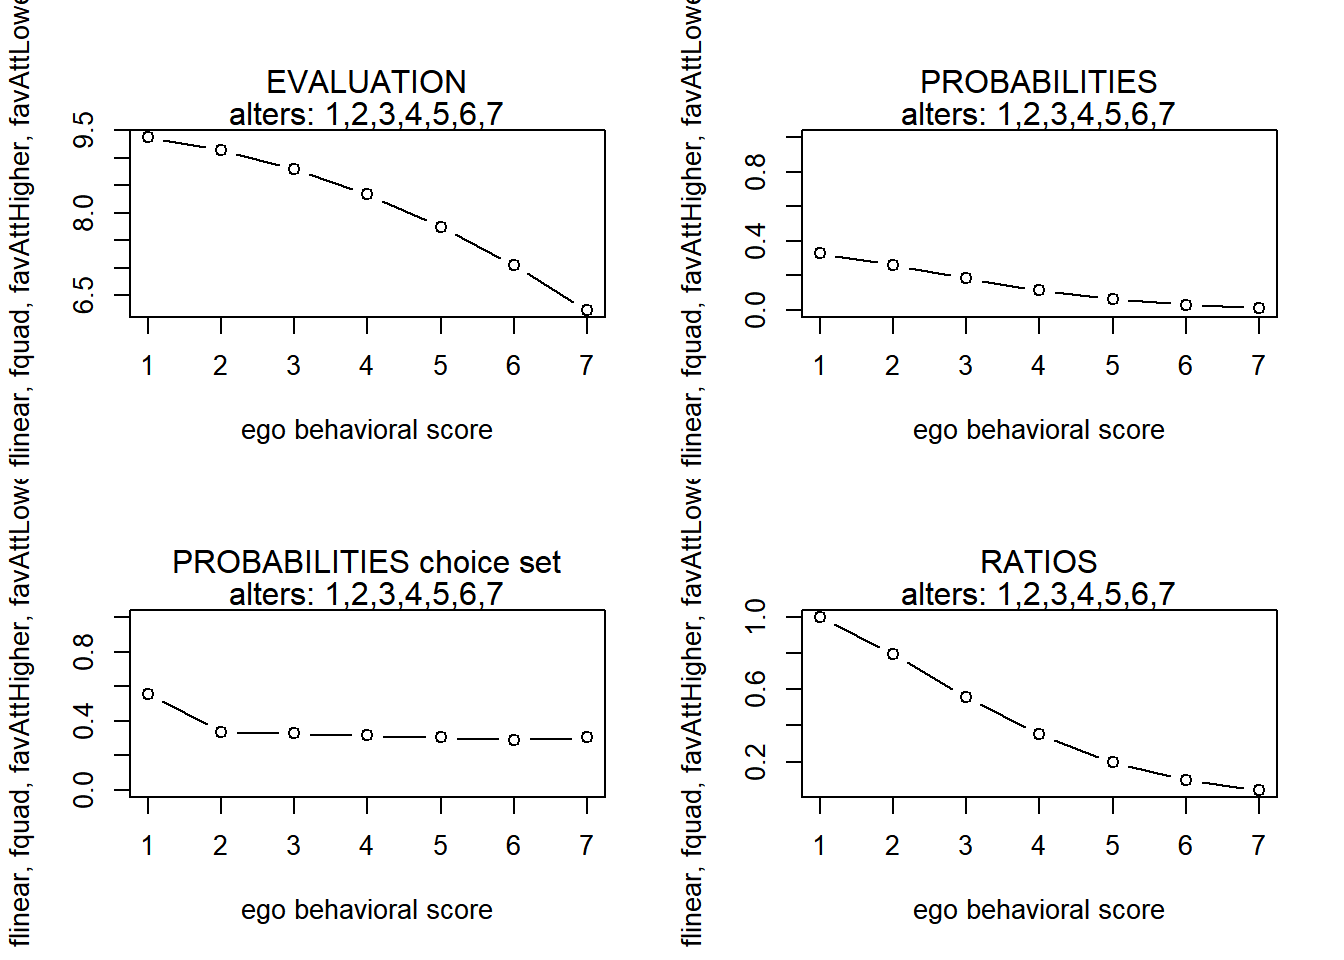 EVALUATION
alters: 1,2,3,4,5,6,7
flinear, fquad, favAttHigher, favAttLowe
9.5
8.0
6.5
1 2 3 4 5 6 7
ego behavioral score
PROBABILITIES
alters: 1,2,3,4,5,6,7
flinear, fquad, favAttHigher, favAttLowe
0.8
0.4
0.0
1 2 3 4 5 6 7
ego behavioral score
PROBABILITIES choice set
alters: 1,2,3,4,5,6,7
flinear, fquad, favAttHigher, favAttLowe
0.8
0.4
0.0
1 2 3 4 5 6 7
ego behavioral score
RATIOS
alters: 1,2,3,4,5,6,7
flinear, fquad, favAttHigher, favAttLowe
1.0
0.6
0.2
1 2 3 4 5 6 7
ego behavioral score